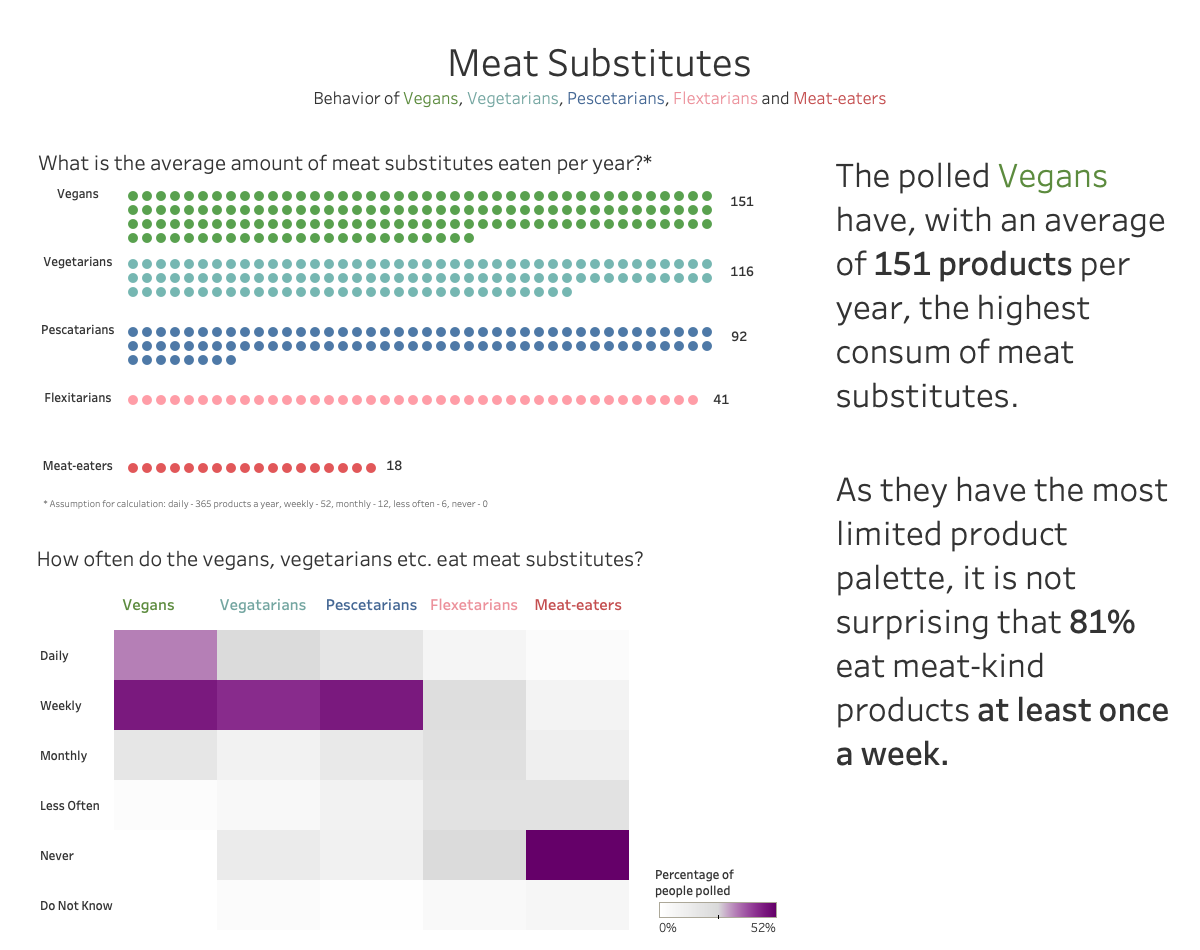 Meat Substitutes
Behavior of Vegans, Vegetarians, Pescetarians, Flextarians and Meat-eaters
What is the average amount of meat substitutes eaten per year?*
Vegans
151
Vegetarians
116
Pescatarians
92
Flexitarians
41
Meat-eaters
18
* Assumption for calculation: daily - 365 products a year, weekly - 52, monthly - 12, less often - 6, never - 0
The polled Vegans
have, with an average
of 151 products per
year, the highest
consum of meat
substitutes.
As they have the most
limited product
palette, it is not
surprising that 81%
eat meat-kind
products at least once
a week.
How often do the vegans, vegetarians etc. eat meat substitutes?
Vegans Vegatarians Pescetarians Flexetarians Meat-eaters
Daily
Weekly
Monthly
Less Often
Never
Do Not Know
Percentage of
people polled
0% 52%